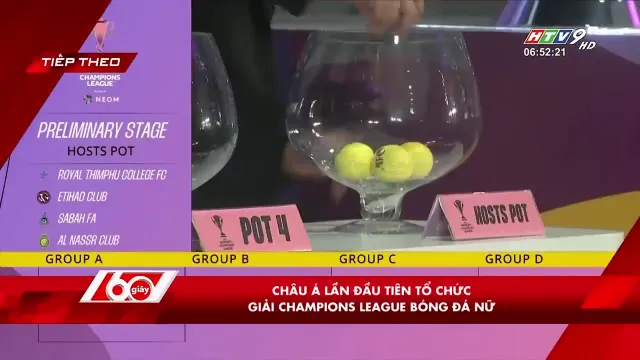 TIẾP THEO
CHAMPIONS
LEAGUE
NEOM
HTV9 HD
06:52:21
PRELIMINARY STAGE
HOSTS POT
ROYAL THIMPHU COLLEGE FC
ETIHAD CLUB
SABAH FA
AL NASSR CLUB
POT 4
HOSTS POT
GROUP A
GROUP B
GROUP C
GROUP D
60 giây
CHÂU Á LẦN ĐẦU TIÊN TỔ CHỨC
GIẢI CHAMPIONS LEAGUE BÓNG ĐÁ NỮ